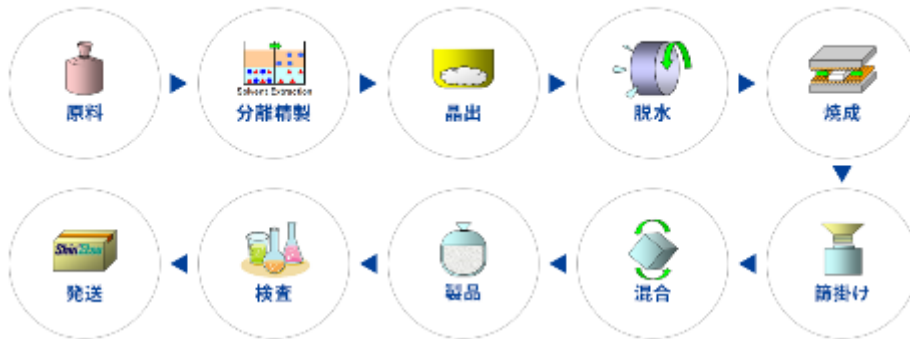 原料
Solvent Extraction
分離精製
晶出
脱水
焼成
篩掛け
混合
製品
検査
発送